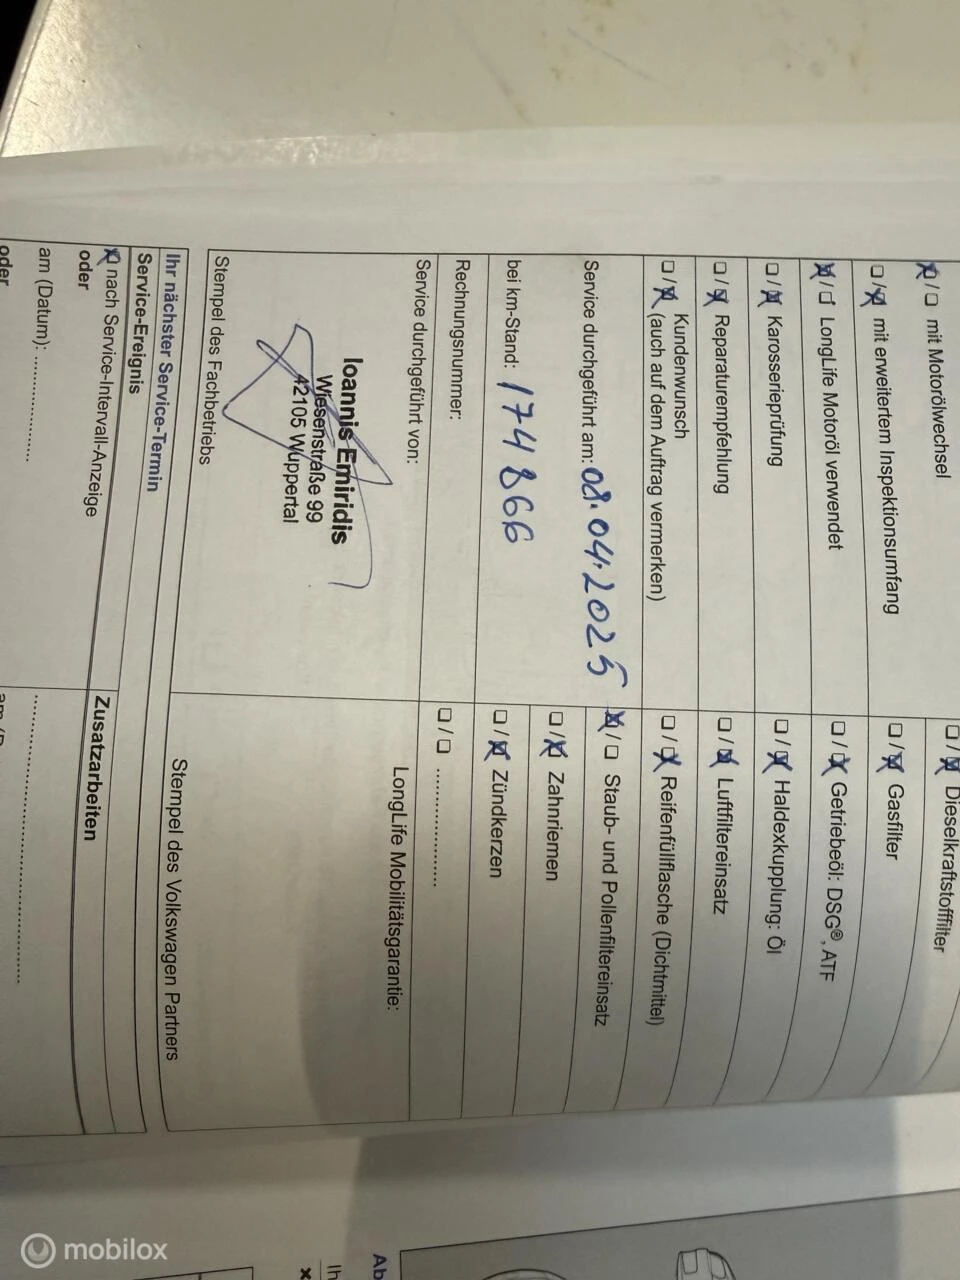 mit Motorölwechsel
mit erweitertem Inspektionsumfang
LongLife Motoröl verwendet
Karosserieprüfung
Reparaturempfehlung
Kundenwunsch
(auch auf dem Auftrag vermerken)
Service durchgeführt am: 08.04.2025
bei km-Stand: 174 866
Rechnungsnummer:
Service durchgeführt von:
Ioannis Emiridis
Wiesenstraße 99
42105 Wuppertal
Stempel des Fachbetriebs
Dieselkraftstofffilter
Gasfilter
Getriebeöl: DSG®, ATF
Haldexkupplung: Öl
Luftfiltereinsatz
Reifenfüllflasche (Dichtmittel)
Staub- und Pollenfiltereinsatz
Zahnriemen
Zündkerzen
LongLife Mobilitätsgarantie:
Stempel des Volkswagen Partners
Ihr nächster Service-Termin
Service-Ereignis
nach Service-Intervall-Anzeige
oder
am (Datum):
oder
Zusatzarbeiten
Ab
Ih
mobilox